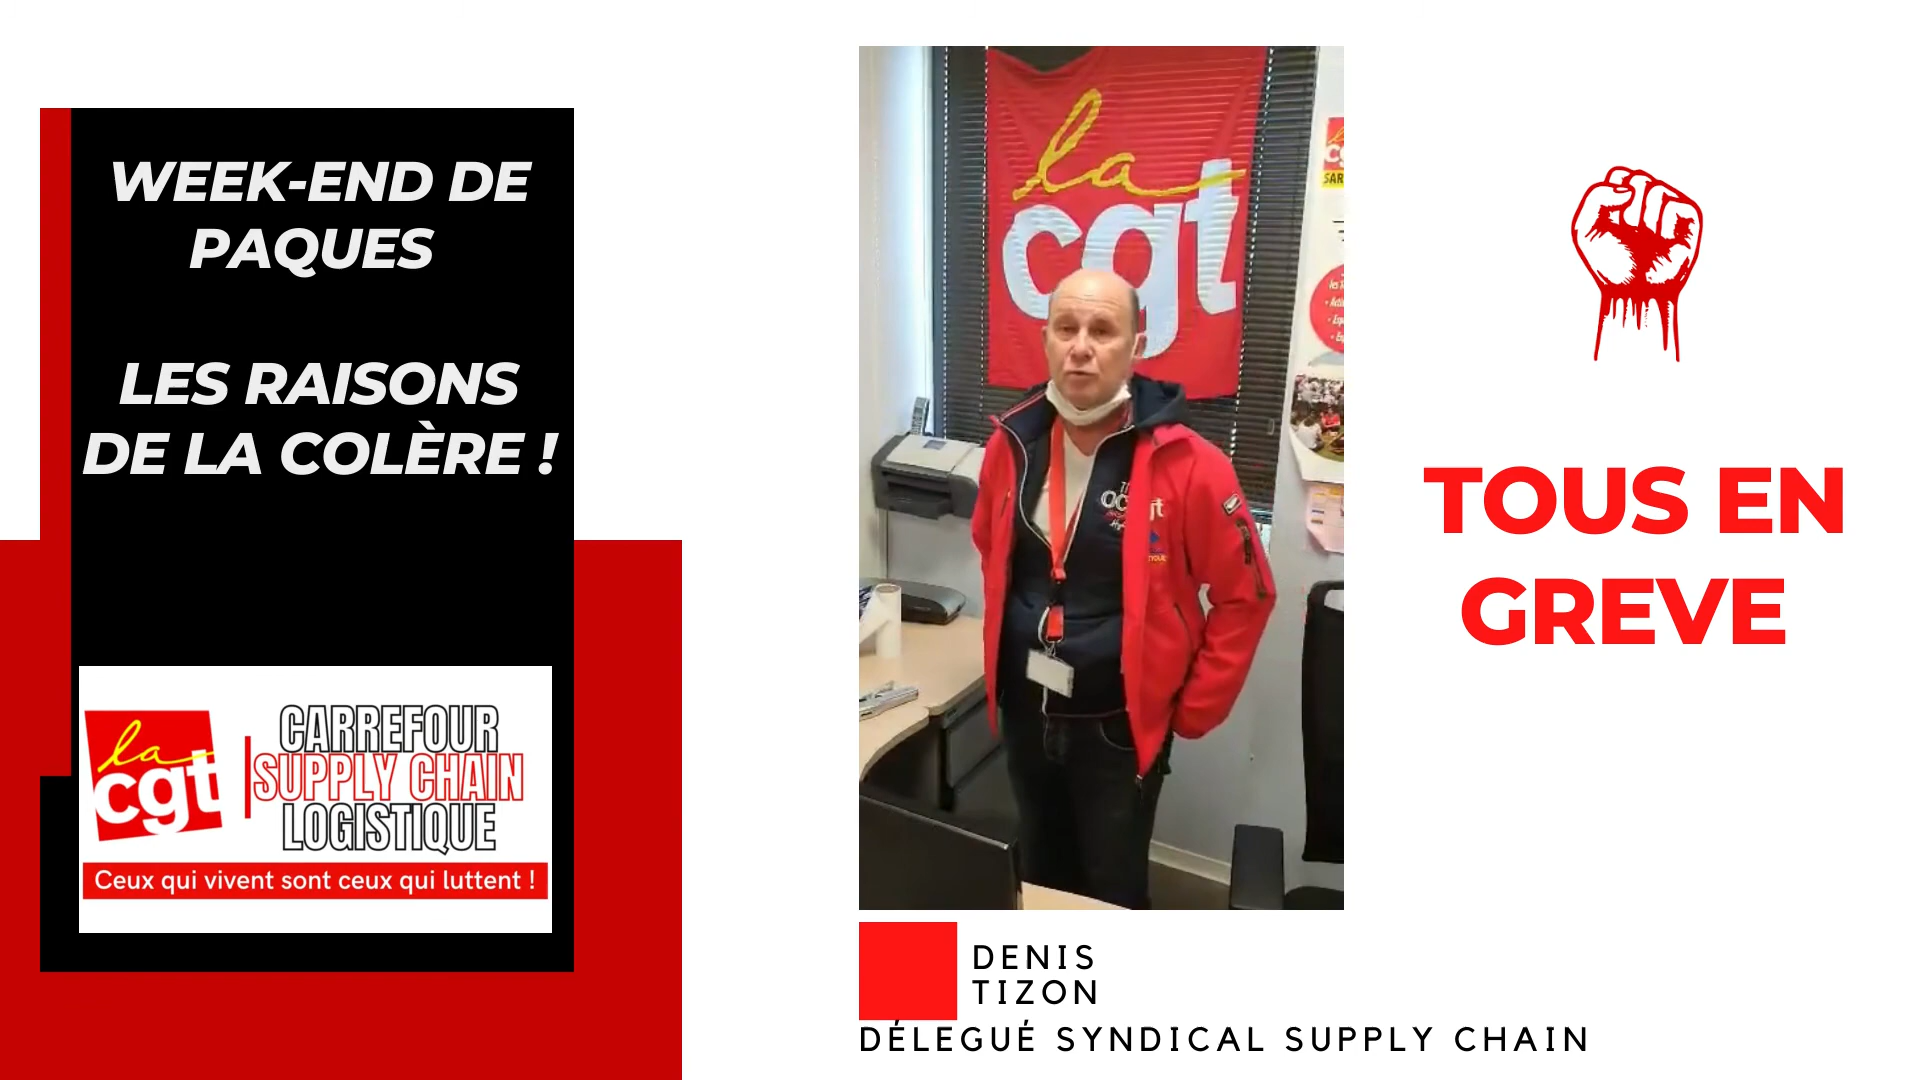 WEEK-END DE
PAQUES
LES RAISONS
DE LA COLÈRE !
la
cgt
CARREFOUR
SUPPLY CHAIN
LOGISTIQUE
Ceux qui vivent sont ceux qui luttent !
la
cgt
TOUS EN
GREVE
DENIS
TIZON
DÉLEGUÉ SYNDICAL SUPPLY CHAIN